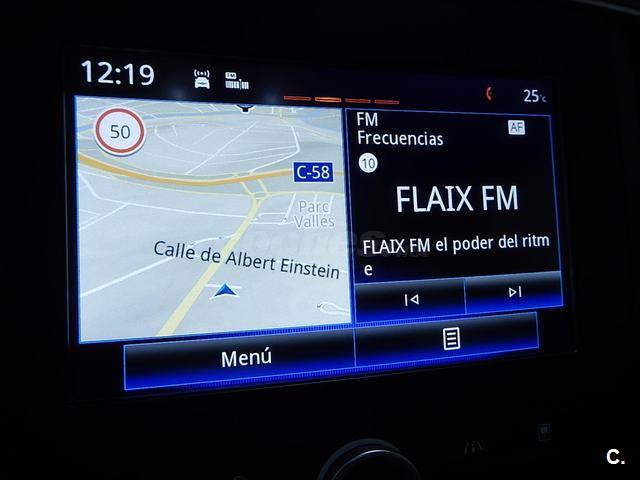 12:19
FM
25°C
50
C-58
Parc
Vallès
Calle de Albert Einstein
FM
Frecuencias
AF
10
FLAIX FM
FLAIX FM el poder del ritm
e
Menú
C.